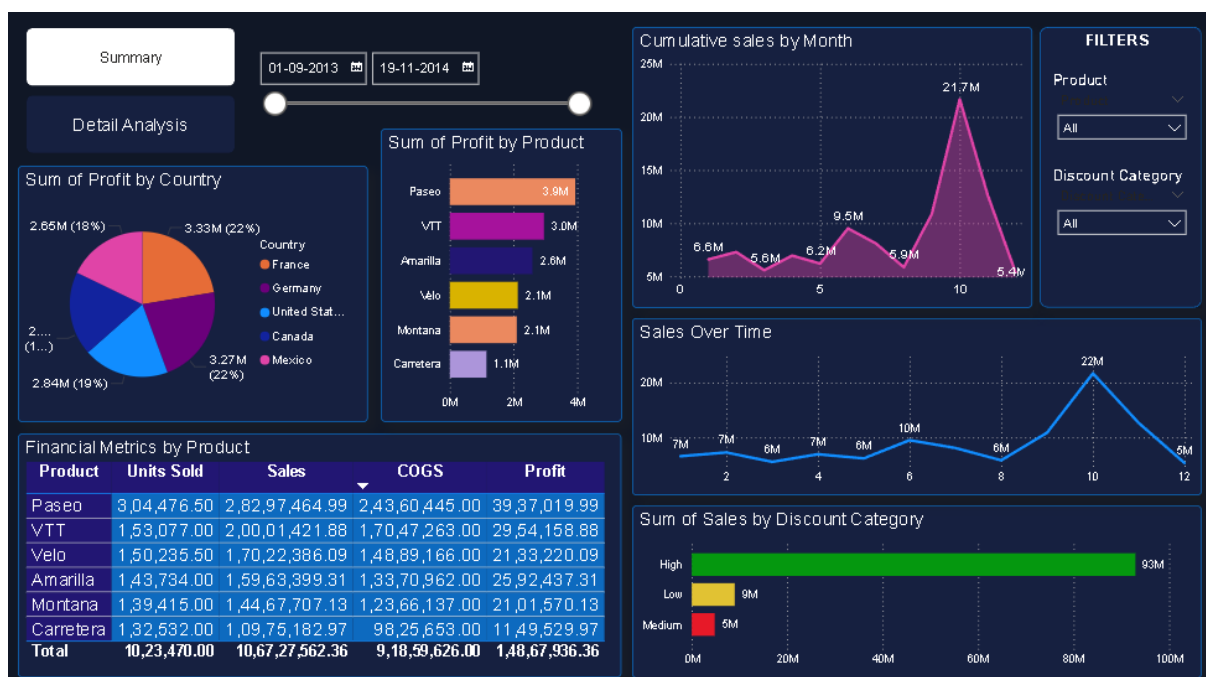 Summary
Detail Analysis
01-09-2013
19-11-2014
Sum of Profit by Country
2.65M (18%)
3.33M (22%)
2....
(1...)
2.84M (19%)
3.27M
(22%)
Country
France
Germany
United Stat...
Canada
Mexico
Sum of Profit by Product
Paseo 3.9M
VTT 3.0M
Amarilla 2.6M
Velo 2.1M
Montana 2.1M
Carretera 1.1M
0M 2M 4M
Financial Metrics by Product
Product Units Sold Sales COGS Profit
Paseo 3,04,476.50 2,82,97,464.99 2,43,60,445.00 39,37,019.99
VTT 1,53,077.00 2,00,01,421.88 1,70,47,263.00 29,54,158.88
Velo 1,50,235.50 1,70,22,386.09 1,48,89,166.00 21,33,220.09
Amarilla 1,43,734.00 1,59,63,399.31 1,33,70,962.00 25,92,437.31
Montana 1,39,415.00 1,44,67,707.13 1,23,66,137.00 21,01,570.13
Carretera 1,32,532.00 1,09,75,182.97 98,25,653.00 11,49,529.97
Total 10,23,470.00 10,67,27,562.36 9,18,59,626.00 1,48,67,936.36
Cumulative sales by Month
25M
20M
15M
10M
5M
6.6M 5.6M 6.2M 9.5M 5.9M 21.7M 5.4M
0 5 10
FILTERS
Product
All
Discount Category
All
Sales Over Time
20M
10M
7M 7M 6M 7M 6M 10M 6M 22M 5M
2 4 6 8 10 12
Sum of Sales by Discount Category
High 93M
Low 9M
Medium 5M
0M 20M 40M 60M 80M 100M